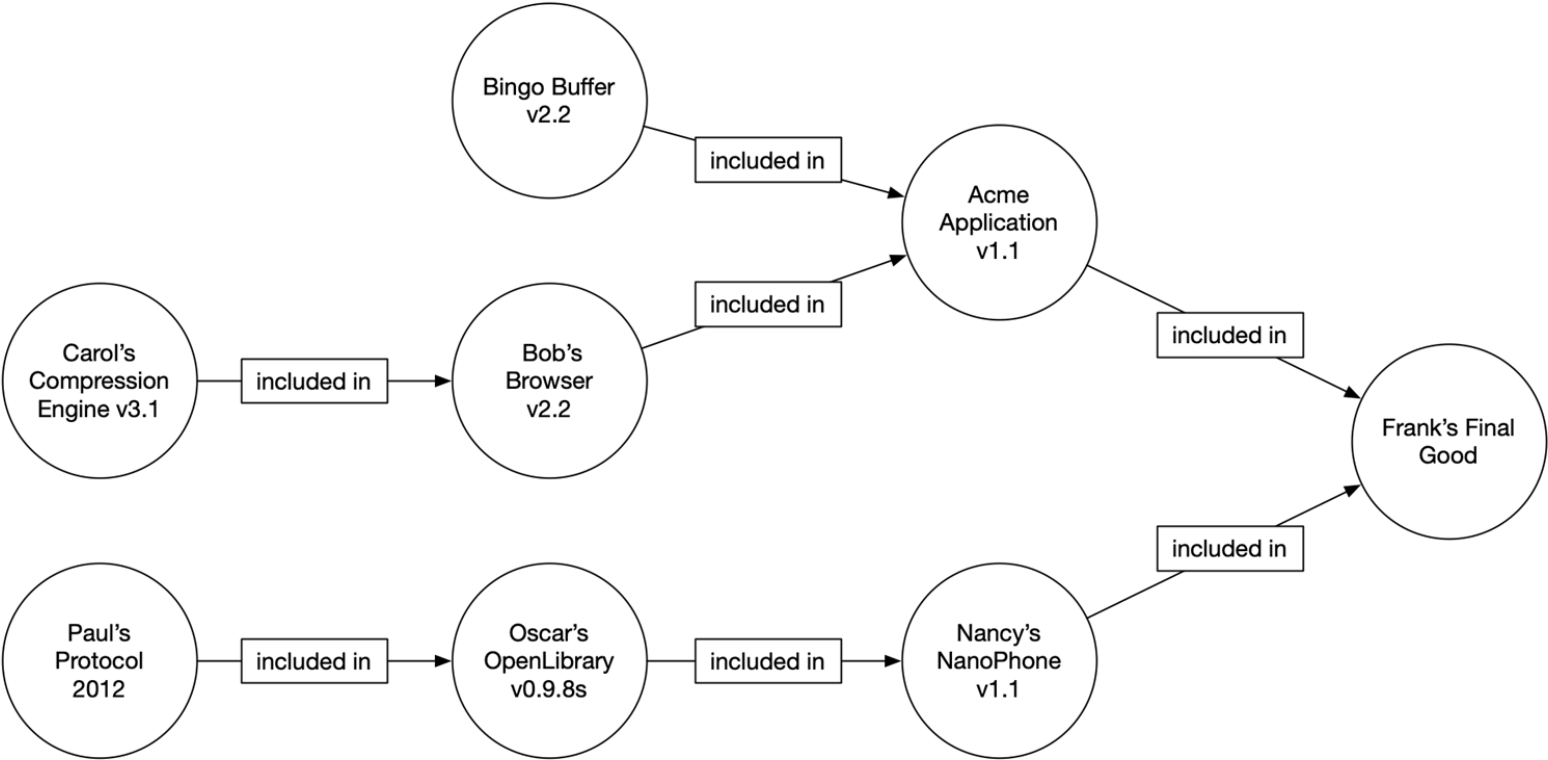 Bingo Buffer
v2.2
included in
Acme
Application
v1.1
included in
Carol’s
Compression
Engine v3.1
included in
Bob’s
Browser
v2.2
included in
Frank’s Final
Good
Paul’s
Protocol
2012
included in
Oscar’s
OpenLibrary
v0.9.8s
included in
Nancy’s
NanoPhone
v1.1
included in